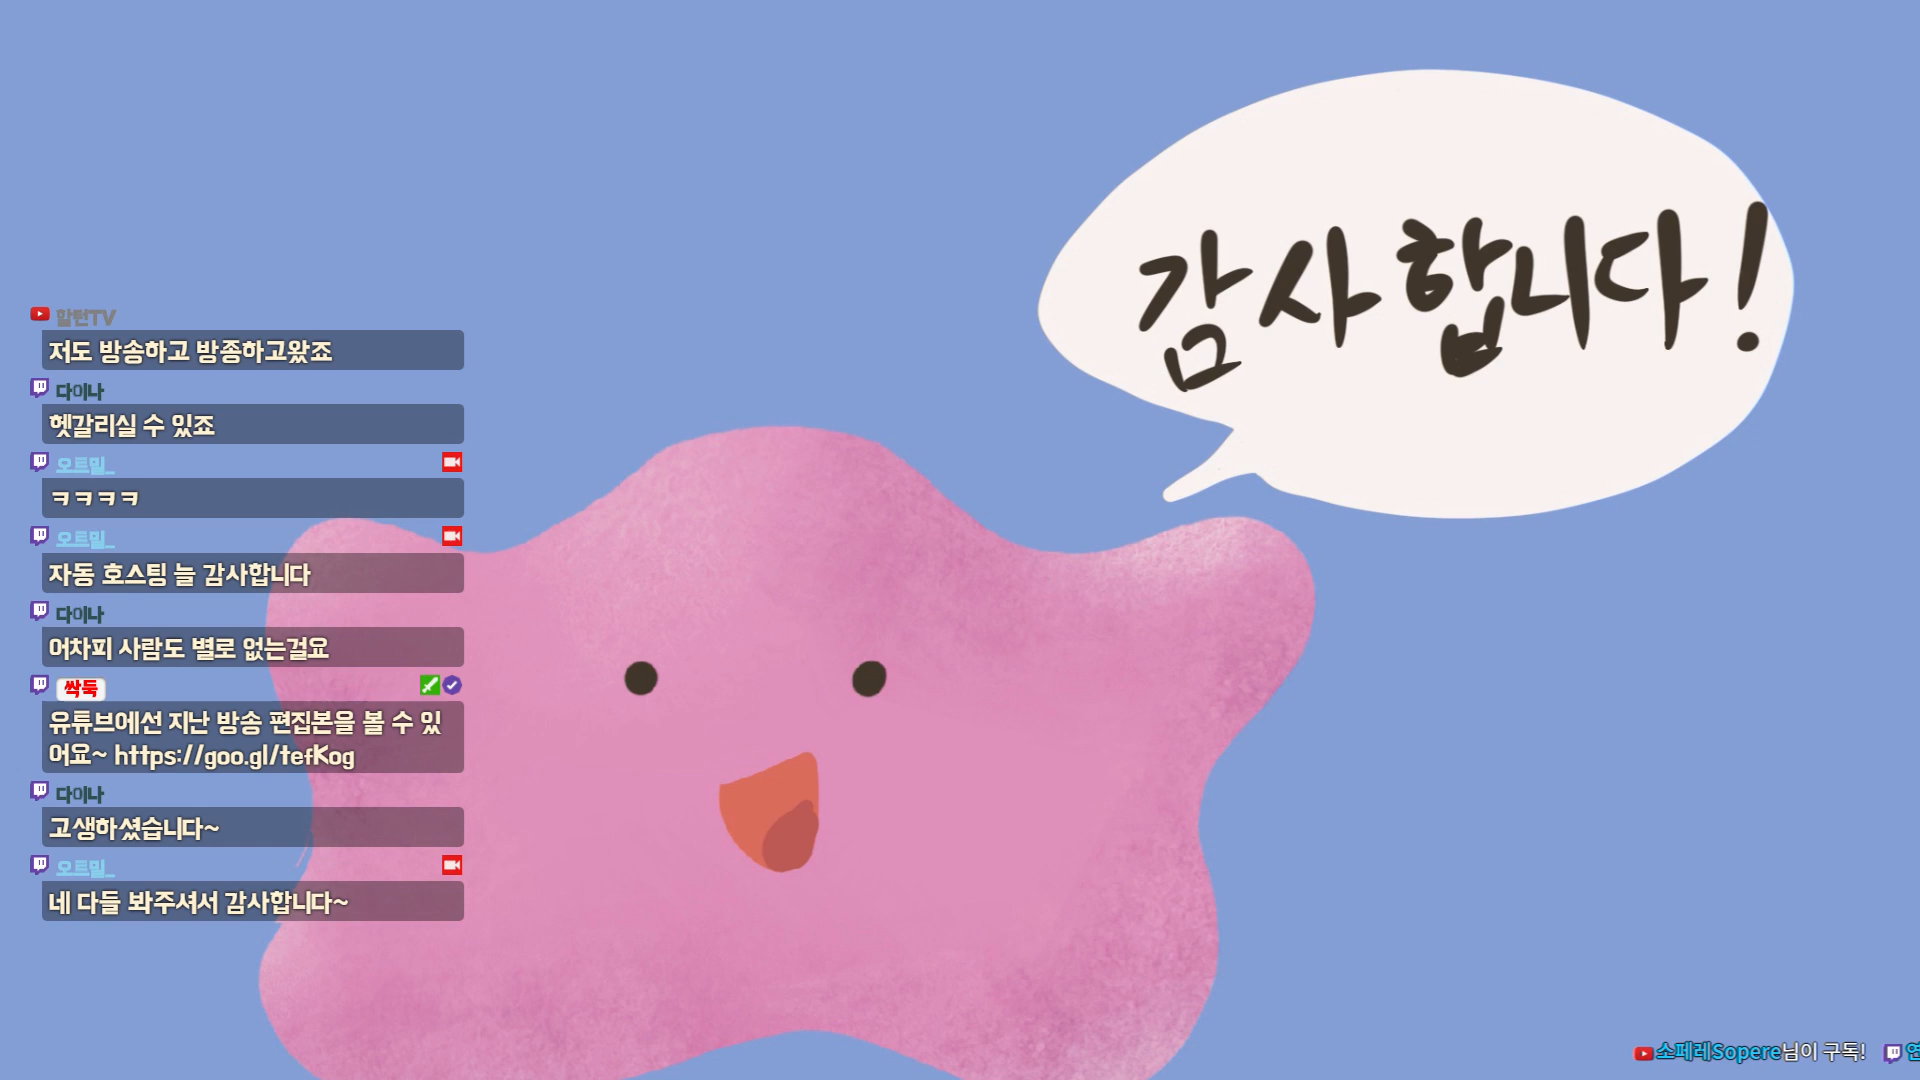 감사합니다!
할턴TV
저도 방송하고 방종하고왔죠
다이나
헷갈리실 수 있죠
오트밀_
ㅋㅋㅋㅋ
오트밀_
자동 호스팅 늘 감사합니다
다이나
어차피 사람도 별로 없는걸요
싹둑
유튜브에선 지난 방송 편집본을 볼 수 있
어요~ https://goo.gl/tefKog
다이나
고생하셨습니다~
오트밀_
네 다들 봐주셔서 감사합니다~
소페레Sopere님이 구독!